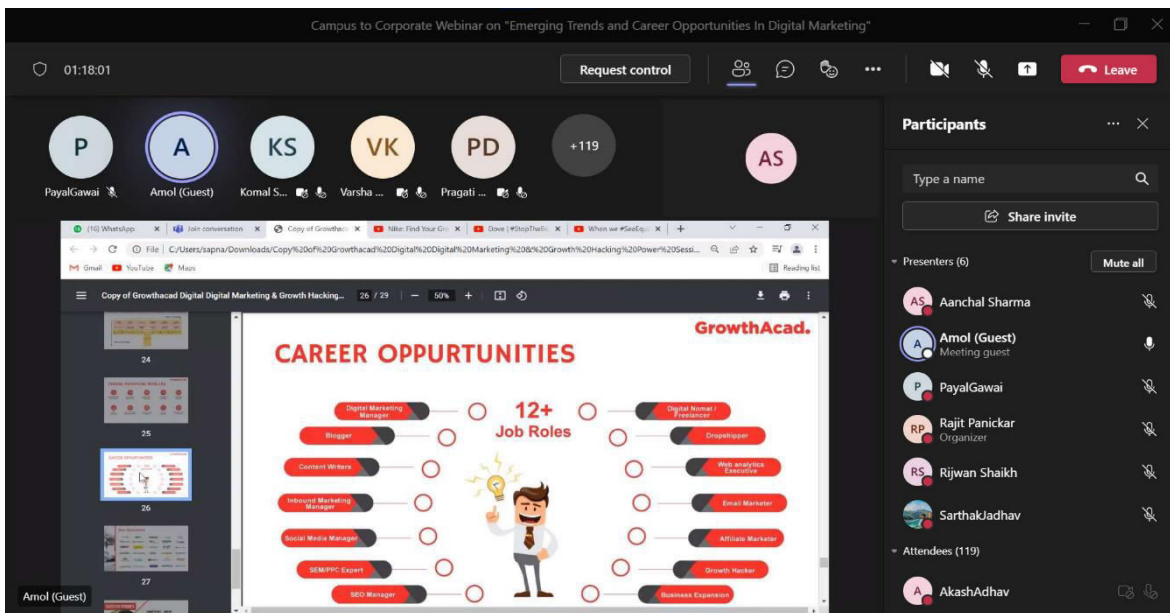 Campus to Corporate Webinar on "Emerging Trends and Career Opportunities In Digital Marketing"
01:18:01
Request control
Leave
P
A
KS
VK
PD
+119
AS
PayalGawai
Amol (Guest)
Komal S...
Varsha ...
Pragati ...
(16) WhatsApp
Join conversation
Copy of Growthac
Nike: Find Your Gre
Dove | #StopTheBe
When we #SeeEqua
File | C:/Users/sapna/Downloads/Copy%20of%20Growthacad%20Digital%20Digital%20Marketing%20&%20Growth%20Hacking%20Power%20Sessi...
Gmail
YouTube
Maps
Reading list
Copy of Growthacad Digital Digital Marketing & Growth Hacking...
26 / 29
50%
24
25
26
27
GrowthAcad.
CAREER OPPURTUNITIES
12+
Job Roles
Digital Marketing
Manager
Blogger
Content Writers
Inbound Marketing
Manager
Social Media Manager
SEM/PPC Expert
SEO Manager
Digital Nomat /
Freelancer
Dropshipper
Web analytics
Executive
Email Marketer
Affiliate Marketer
Growth Hacker
Business Expansion
Amol (Guest)
Participants
Type a name
Share invite
Presenters (6)
Mute all
AS
Aanchal Sharma
A
Amol (Guest)
Meeting guest
P
PayalGawai
RP
Rajit Panickar
Organizer
RS
Rijwan Shaikh
SarthakJadhav
Attendees (119)
A
AkashAdhav